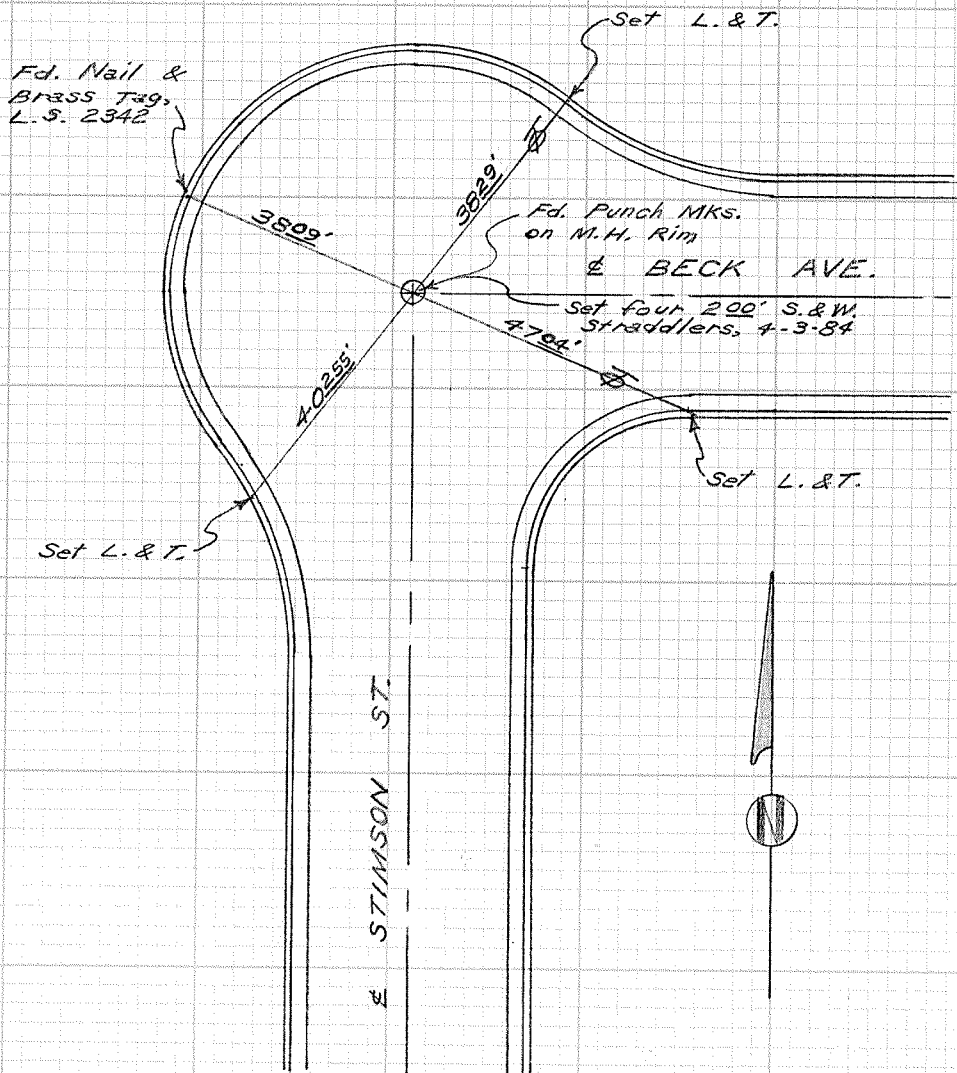 Set L. & T.
Fd. Nail &
Brass Tag,
L.S. 2342
38.29'
Fd. Punch Mks.
on M.H. Rim
38.09'
℄ BECK AVE.
Set four 2.00' S. & W.
Straddlers, 4-3-84
47.04'
40.255'
Set L. & T.
Set L. & T.
℄ STIMSON ST.
N